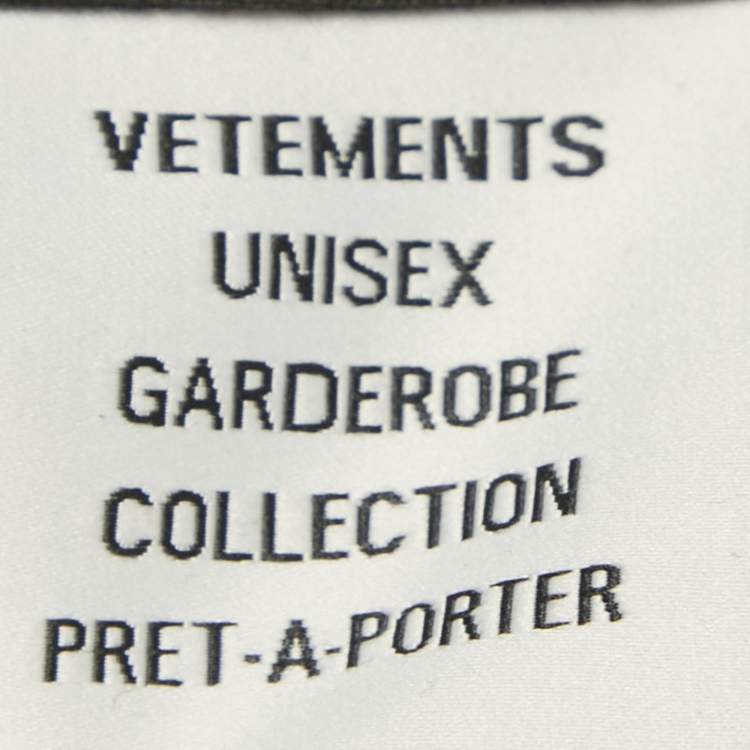 VETEMENTS
UNISEX
GARDEROBE
COLLECTION
PRET-A-PORTER